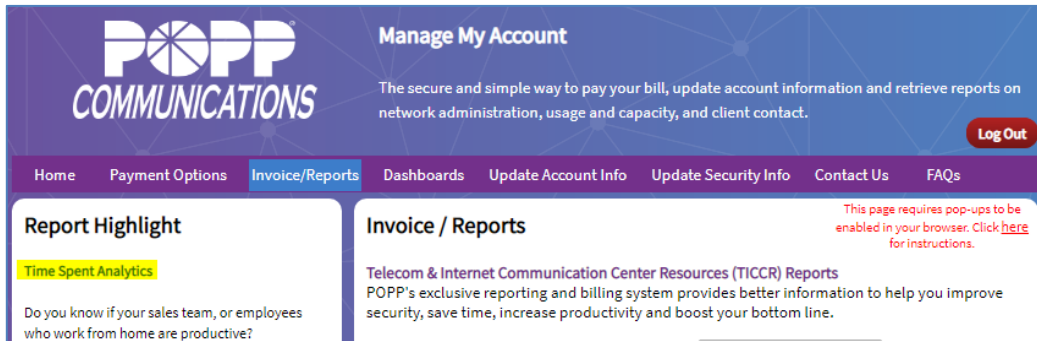 POPP
COMMUNICATIONS
Manage My Account
The secure and simple way to pay your bill, update account information and retrieve reports on
network administration, usage and capacity, and client contact.
Log Out
Home Payment Options Invoice/Reports Dashboards Update Account Info Update Security Info Contact Us FAQs
Report Highlight
Time Spent Analytics
Do you know if your sales team, or employees
who work from home are productive?
Invoice / Reports
This page requires pop-ups to be
enabled in your browser. Click here
for instructions.
Telecom & Internet Communication Center Resources (TICCR) Reports
POPP's exclusive reporting and billing system provides better information to help you improve
security, save time, increase productivity and boost your bottom line.